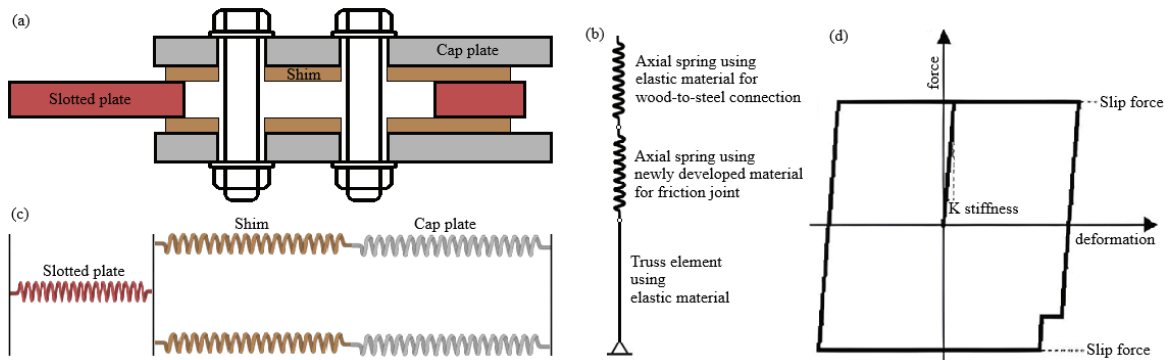 (a)
Cap plate
Shim
Slotted plate
(c)
Shim
Cap plate
Slotted plate
(b)
Axial spring using
elastic material for
wood-to-steel connection
Axial spring using
newly developed material
for friction joint
Truss element
using
elastic material
(d)
force
Slip force
K stiffness
deformation
Slip force